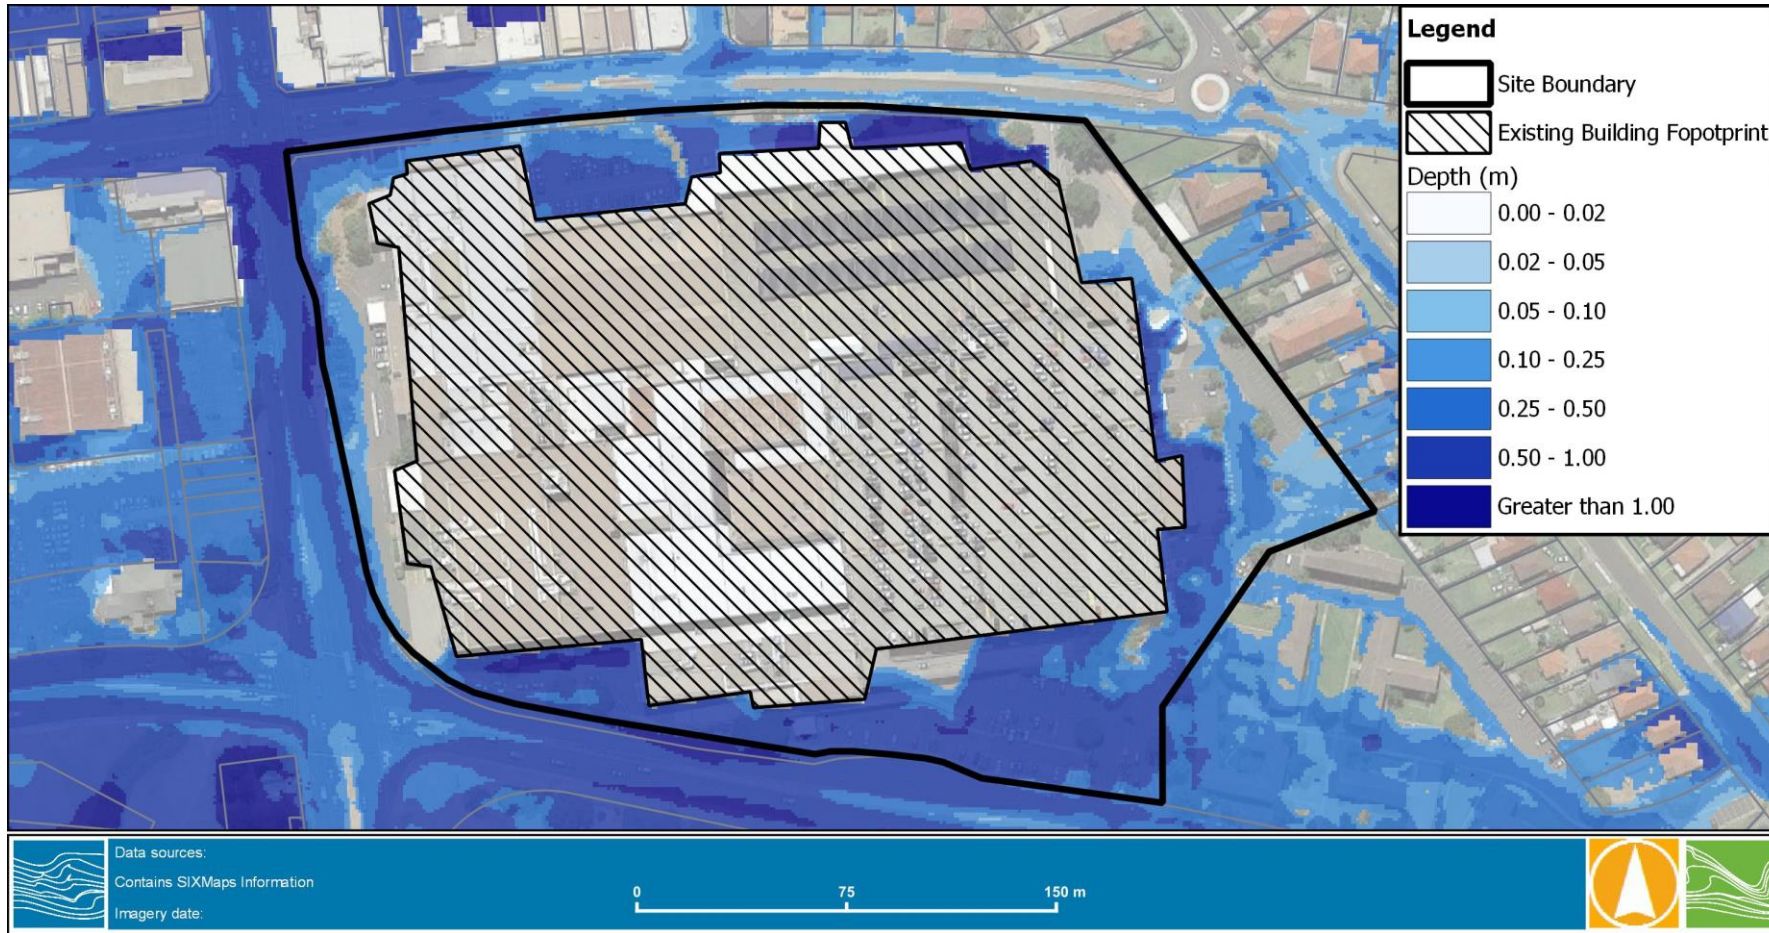 Legend
Site Boundary
Existing Building Fopotprint
Depth (m)
0.00 - 0.02
0.02 - 0.05
0.05 - 0.10
0.10 - 0.25
0.25 - 0.50
0.50 - 1.00
Greater than 1.00
Data sources:
Contains SIXMaps Information
Imagery date:
0 75 150 m